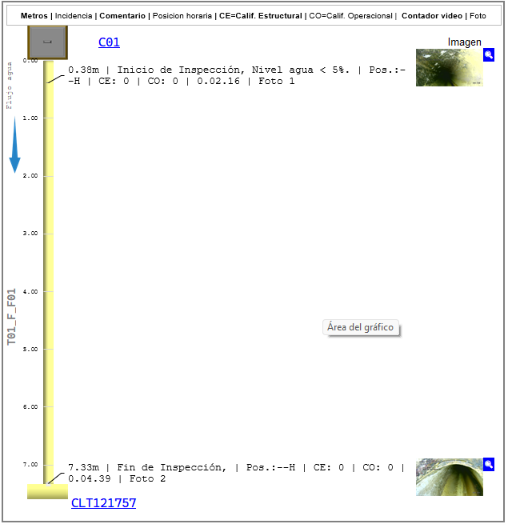 Metros | Incidencia | Comentario | Posicion horaria | CE=Calif. Estructural | CO=Calif. Operacional | Contador video | Foto
C01
Imagen
0.00
0.38m | Inicio de Inspección, Nivel agua < 5%. | Pos.:-
-H | CE: 0 | CO: 0 | 0.02.16 | Foto 1
Flujo agua
1.00
2.00
3.00
4.00
T01_F_F01
Área del gráfico
5.00
6.00
7.00
7.33m | Fin de Inspección, | Pos.:--H | CE: 0 | CO: 0 |
0.04.39 | Foto 2
CLT121757